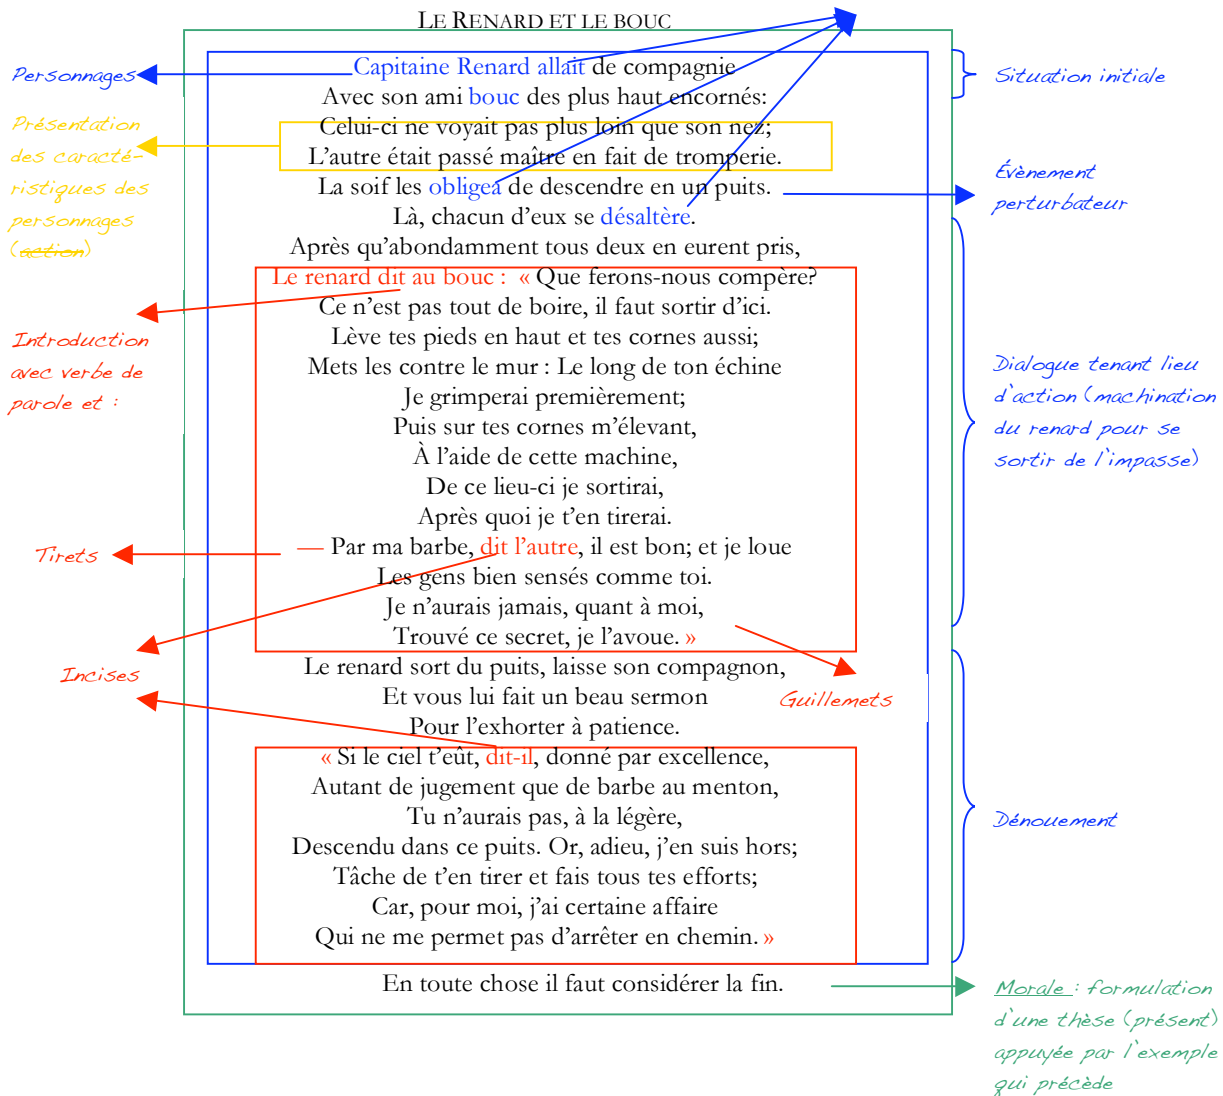 LE RENARD ET LE BOUC
Capitaine Renard allait de compagnie
Avec son ami bouc des plus haut encornés:
Celui-ci ne voyait pas plus loin que son nez;
L'autre était passé maître en fait de tromperie.
La soif les obligea de descendre en un puits.
Là, chacun d'eux se désaltère.
Après qu'abondamment tous deux en eurent pris,
Le renard dit au bouc : « Que ferons-nous compère?
Ce n'est pas tout de boire, il faut sortir d'ici.
Lève tes pieds en haut et tes cornes aussi;
Mets les contre le mur : Le long de ton échine
Je grimperai premièrement;
Puis sur tes cornes m'élevant,
À l'aide de cette machine,
De ce lieu-ci je sortirai,
Après quoi je t'en tirerai.
— Par ma barbe, dit l'autre, il est bon; et je loue
Les gens bien sensés comme toi.
Je n'aurais jamais, quant à moi,
Trouvé ce secret, je l'avoue. »
Le renard sort du puits, laisse son compagnon,
Et vous lui fait un beau sermon
Pour l'exhorter à patience.
« Si le ciel t'eût, dit-il, donné par excellence,
Autant de jugement que de barbe au menton,
Tu n'aurais pas, à la légère,
Descendu dans ce puits. Or, adieu, j'en suis hors;
Tâche de t'en tirer et fais tous tes efforts;
Car, pour moi, j'ai certaine affaire
Qui ne me permet pas d'arrêter en chemin. »
En toute chose il faut considérer la fin.
Personnages
Présentation
des caracté-
ristiques des
personnages
(action)
Introduction
avec verbe de
parole et :
Tirets
Incises
Guillemets
Situation initiale
Évènement
perturbateur
Dialogue tenant lieu
d'action (machination
du renard pour se
sortir de l'impasse)
Dénouement
Morale : formulation
d'une thèse (présent)
appuyée par l'exemple
qui précède